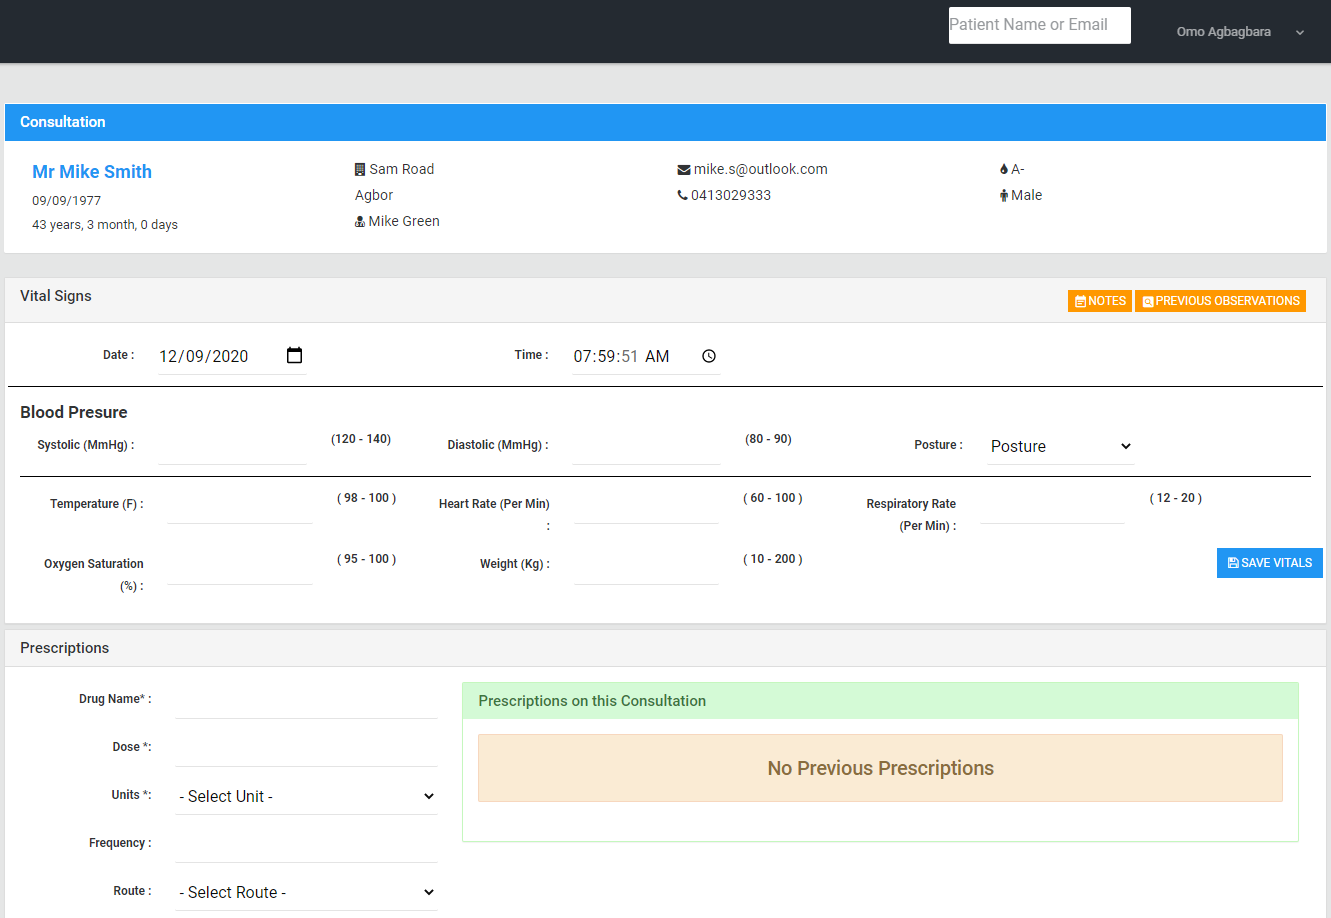 Patient Name or Email
Omo Agbagbara
Consultation
Mr Mike Smith
09/09/1977
43 years, 3 month, 0 days
Sam Road
Agbor
Mike Green
mike.s@outlook.com
0413029333
A-
Male
Vital Signs
NOTES
PREVIOUS OBSERVATIONS
Date : 12/09/2020 Time : 07:59:51 AM
Blood Presure
Systolic (MmHg) : (120 - 140) Diastolic (MmHg) : (80 - 90) Posture : Posture
Temperature (F) : ( 98 - 100 ) Heart Rate (Per Min) : ( 60 - 100 ) Respiratory Rate (Per Min) : ( 12 - 20 )
Oxygen Saturation (%) : ( 95 - 100 ) Weight (Kg) : ( 10 - 200 )
SAVE VITALS
Prescriptions
Drug Name* :
Dose *:
Units *: - Select Unit -
Frequency :
Route : - Select Route -
Prescriptions on this Consultation
No Previous Prescriptions